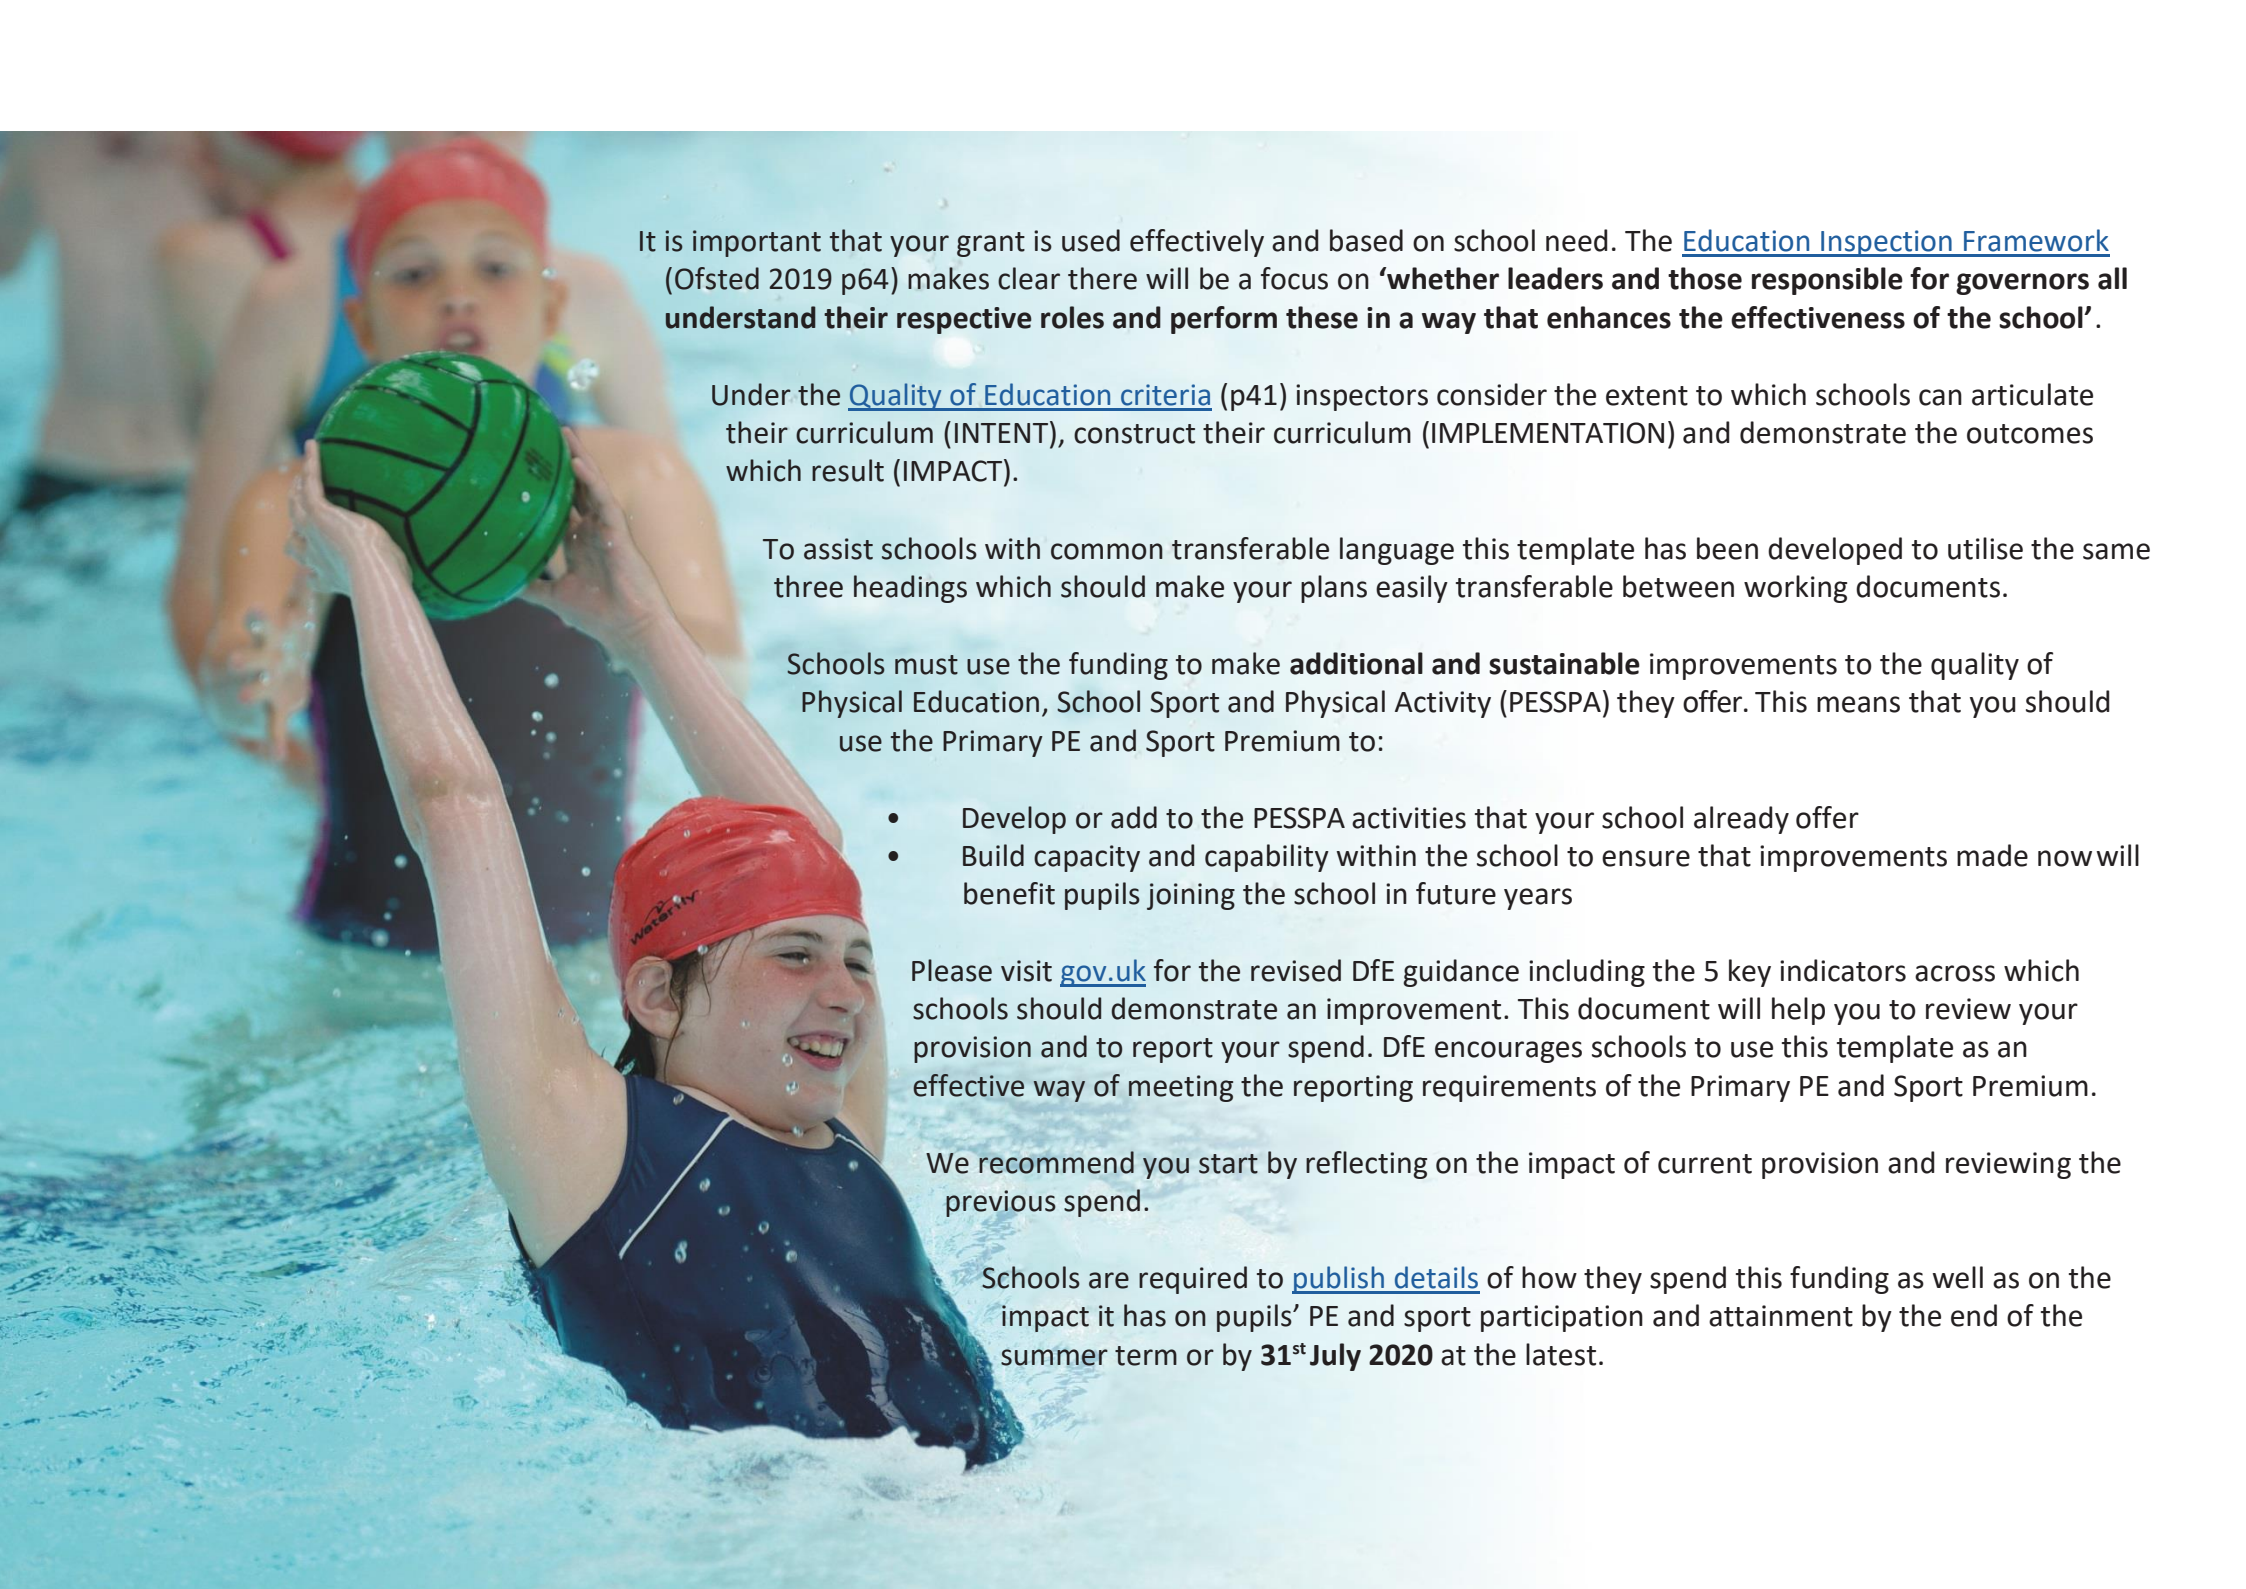 It is important that your grant is used effectively and based on school need. The Education Inspection Framework
(Ofsted 2019 p64) makes clear there will be a focus on ‘whether leaders and those responsible for governors all
understand their respective roles and perform these in a way that enhances the effectiveness of the school’.
Under the Quality of Education criteria (p41) inspectors consider the extent to which schools can articulate
their curriculum (INTENT), construct their curriculum (IMPLEMENTATION) and demonstrate the outcomes
which result (IMPACT).
To assist schools with common transferable language this template has been developed to utilise the same
three headings which should make your plans easily transferable between working documents.
Schools must use the funding to make additional and sustainable improvements to the quality of
Physical Education, School Sport and Physical Activity (PESSPA) they offer. This means that you should
use the Primary PE and Sport Premium to:
• Develop or add to the PESSPA activities that your school already offer
• Build capacity and capability within the school to ensure that improvements made now will
benefit pupils joining the school in future years
Please visit gov.uk for the revised DfE guidance including the 5 key indicators across which
schools should demonstrate an improvement. This document will help you to review your
provision and to report your spend. DfE encourages schools to use this template as an
effective way of meeting the reporting requirements of the Primary PE and Sport Premium.
We recommend you start by reflecting on the impact of current provision and reviewing the
previous spend.
Schools are required to publish details of how they spend this funding as well as on the
impact it has on pupils’ PE and sport participation and attainment by the end of the
summer term or by 31st July 2020 at the latest.